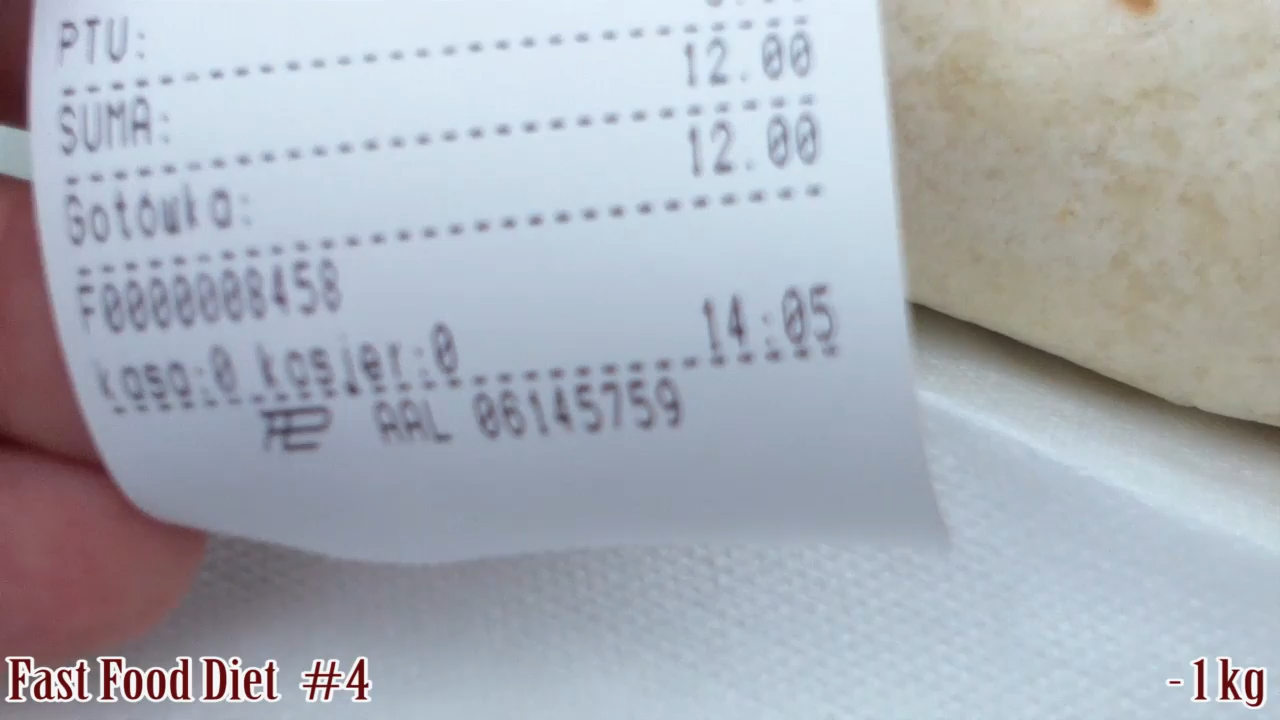 PTU:
SUMA: 12.00
Gotówka: 12.00
F0000008458
kasa:0 kasjer:0 14:05
AAL 06145759
Fast Food Diet #4
- 1 kg